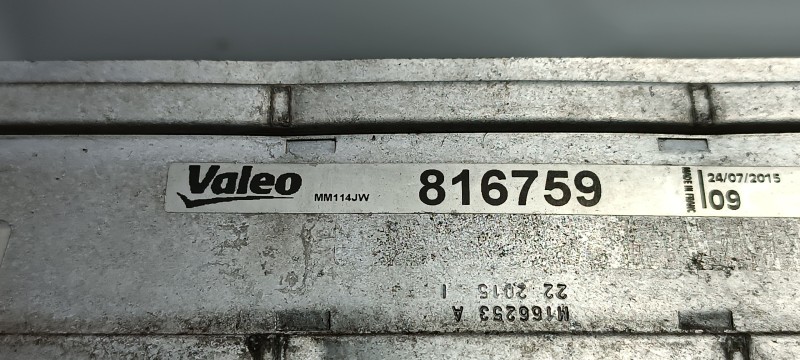 Valeo MM114JW 816759 MADE IN FRANCE 24/07/2015
09
M166253 A
22 2015 I